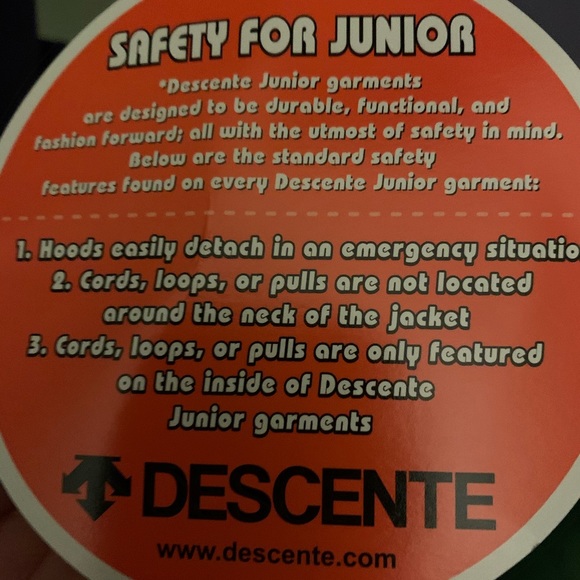 SAFETY FOR JUNIOR
*Descente Junior garments
are designed to be durable, functional, and
fashion forward; all with the utmost of safety in mind.
Below are the standard safety
features found on every Descente Junior garment:
1. Hoods easily detach in an emergency situatio
2. Cords, loops, or pulls are not located
around the neck of the jacket
3. Cords, loops, or pulls are only featured
on the inside of Descente
Junior garments
DESCENTE
www.descente.com